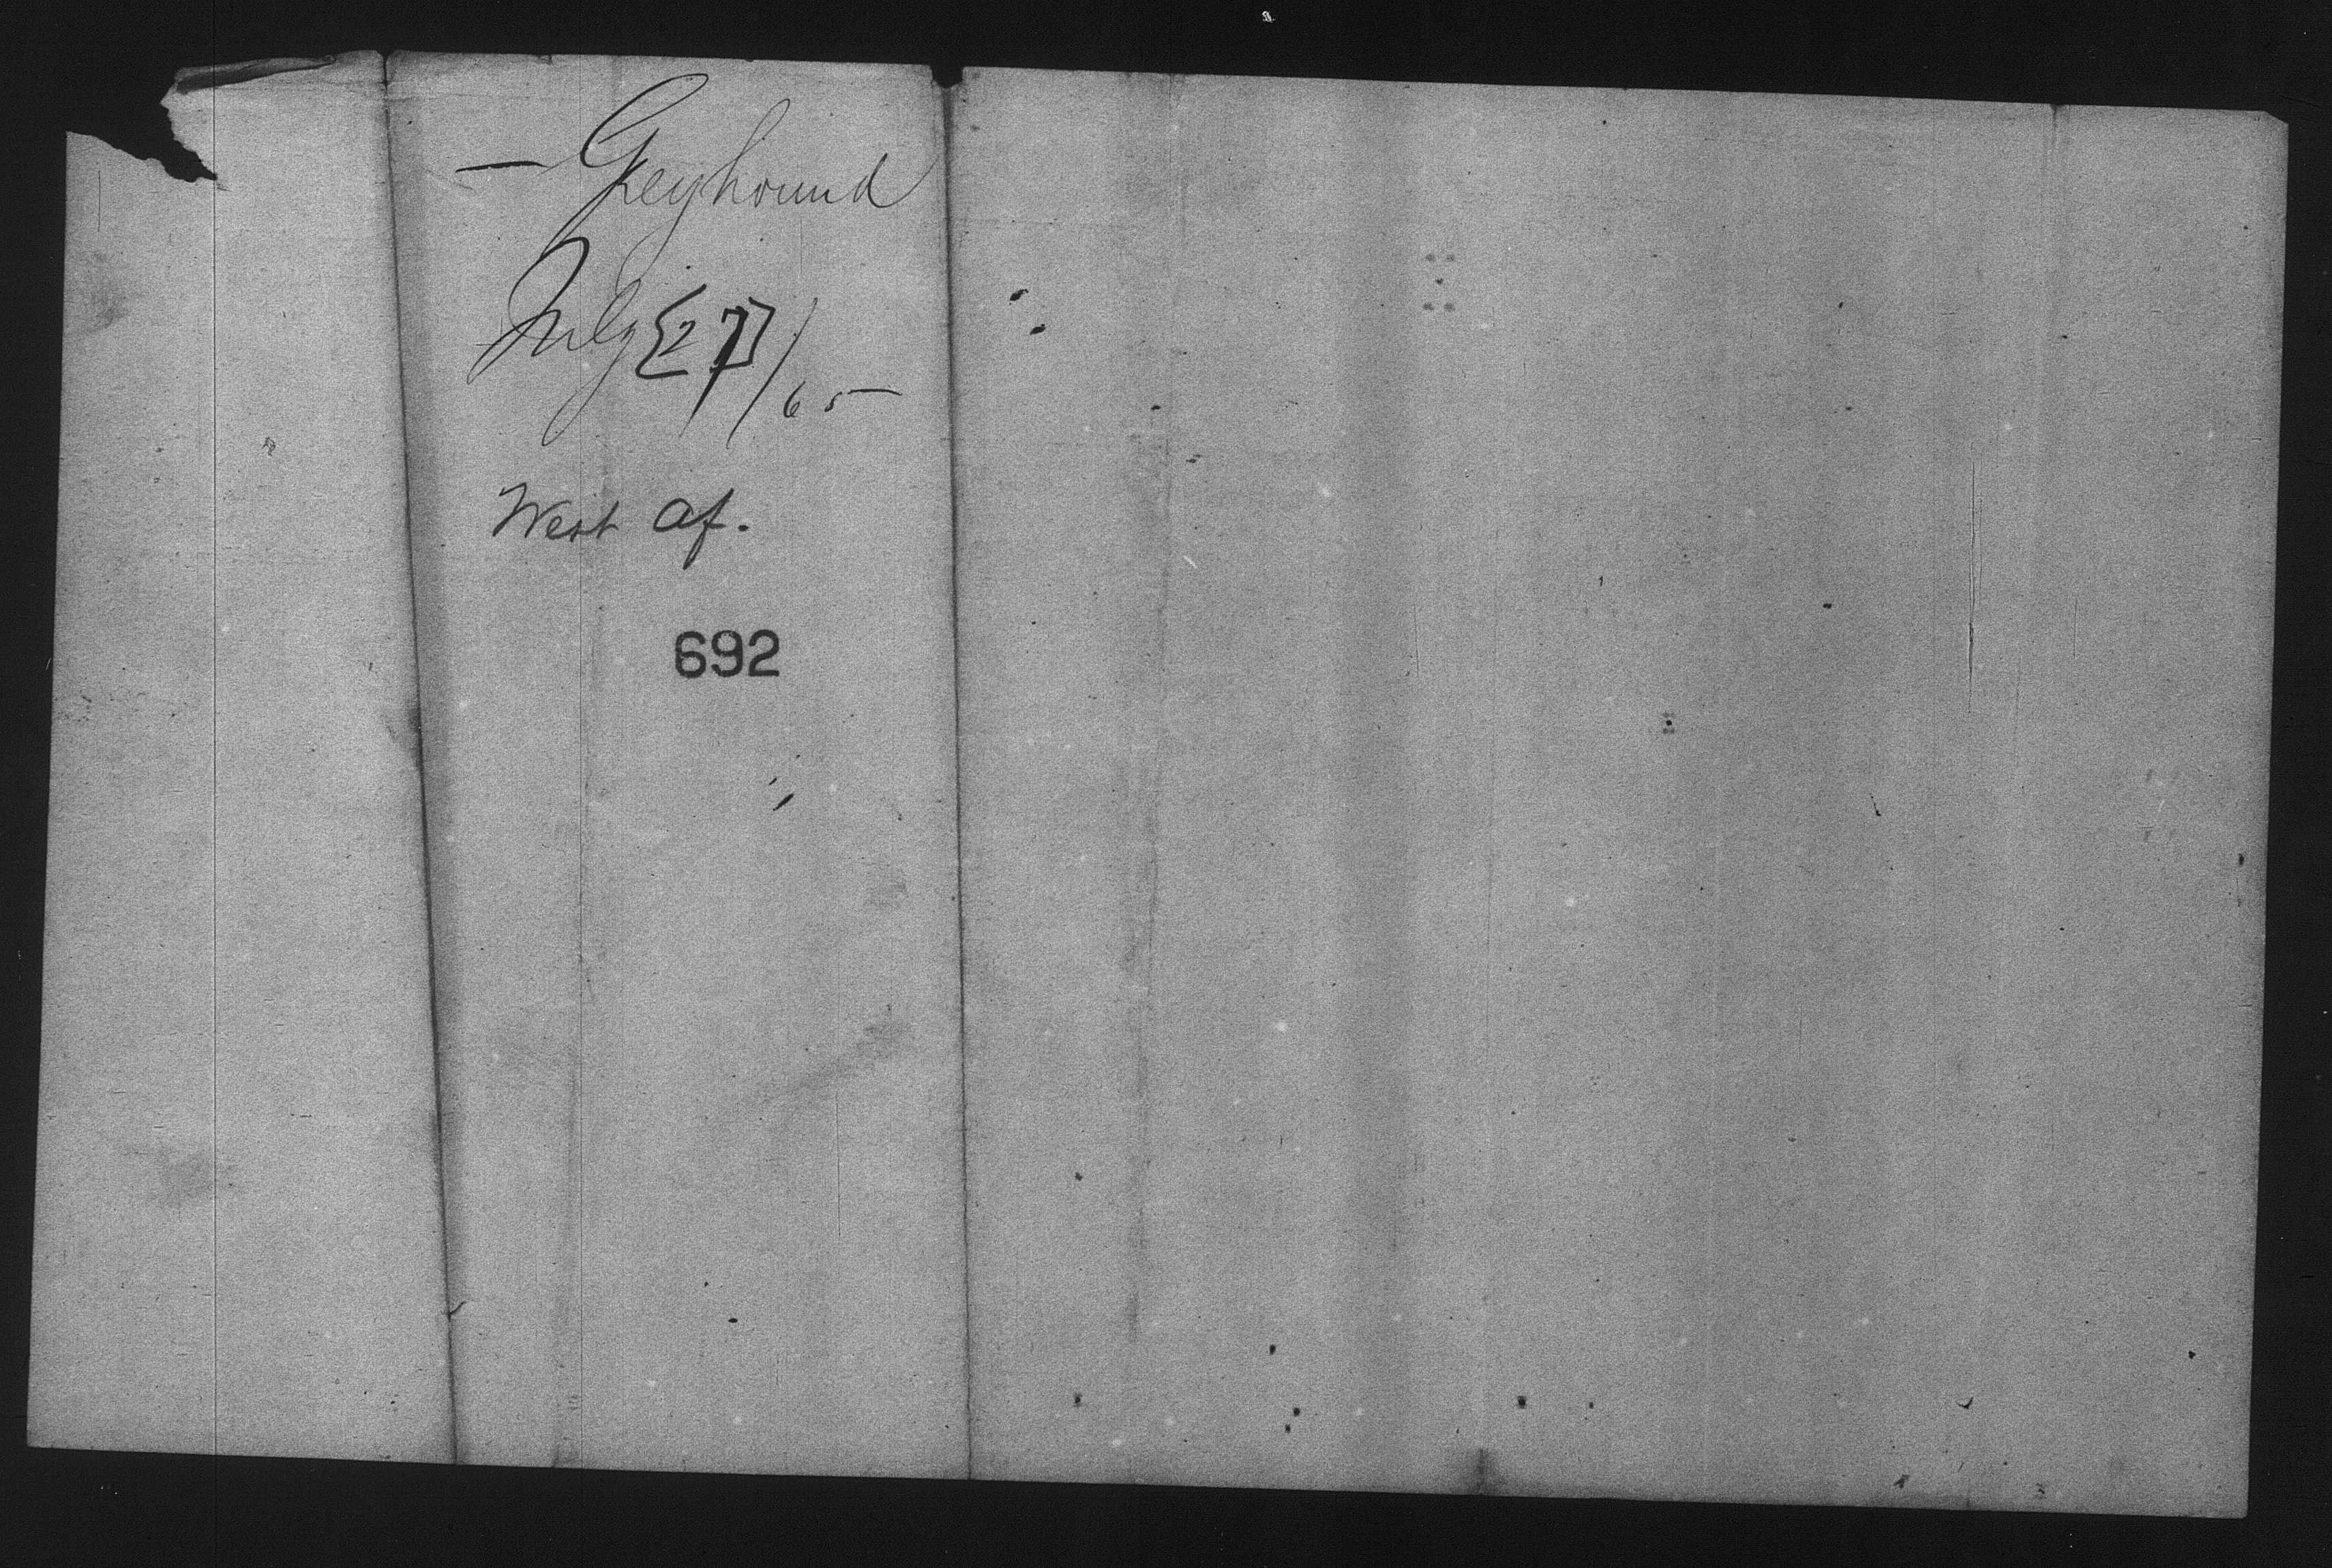 — Greyhound
July [27]/65
West af.
692